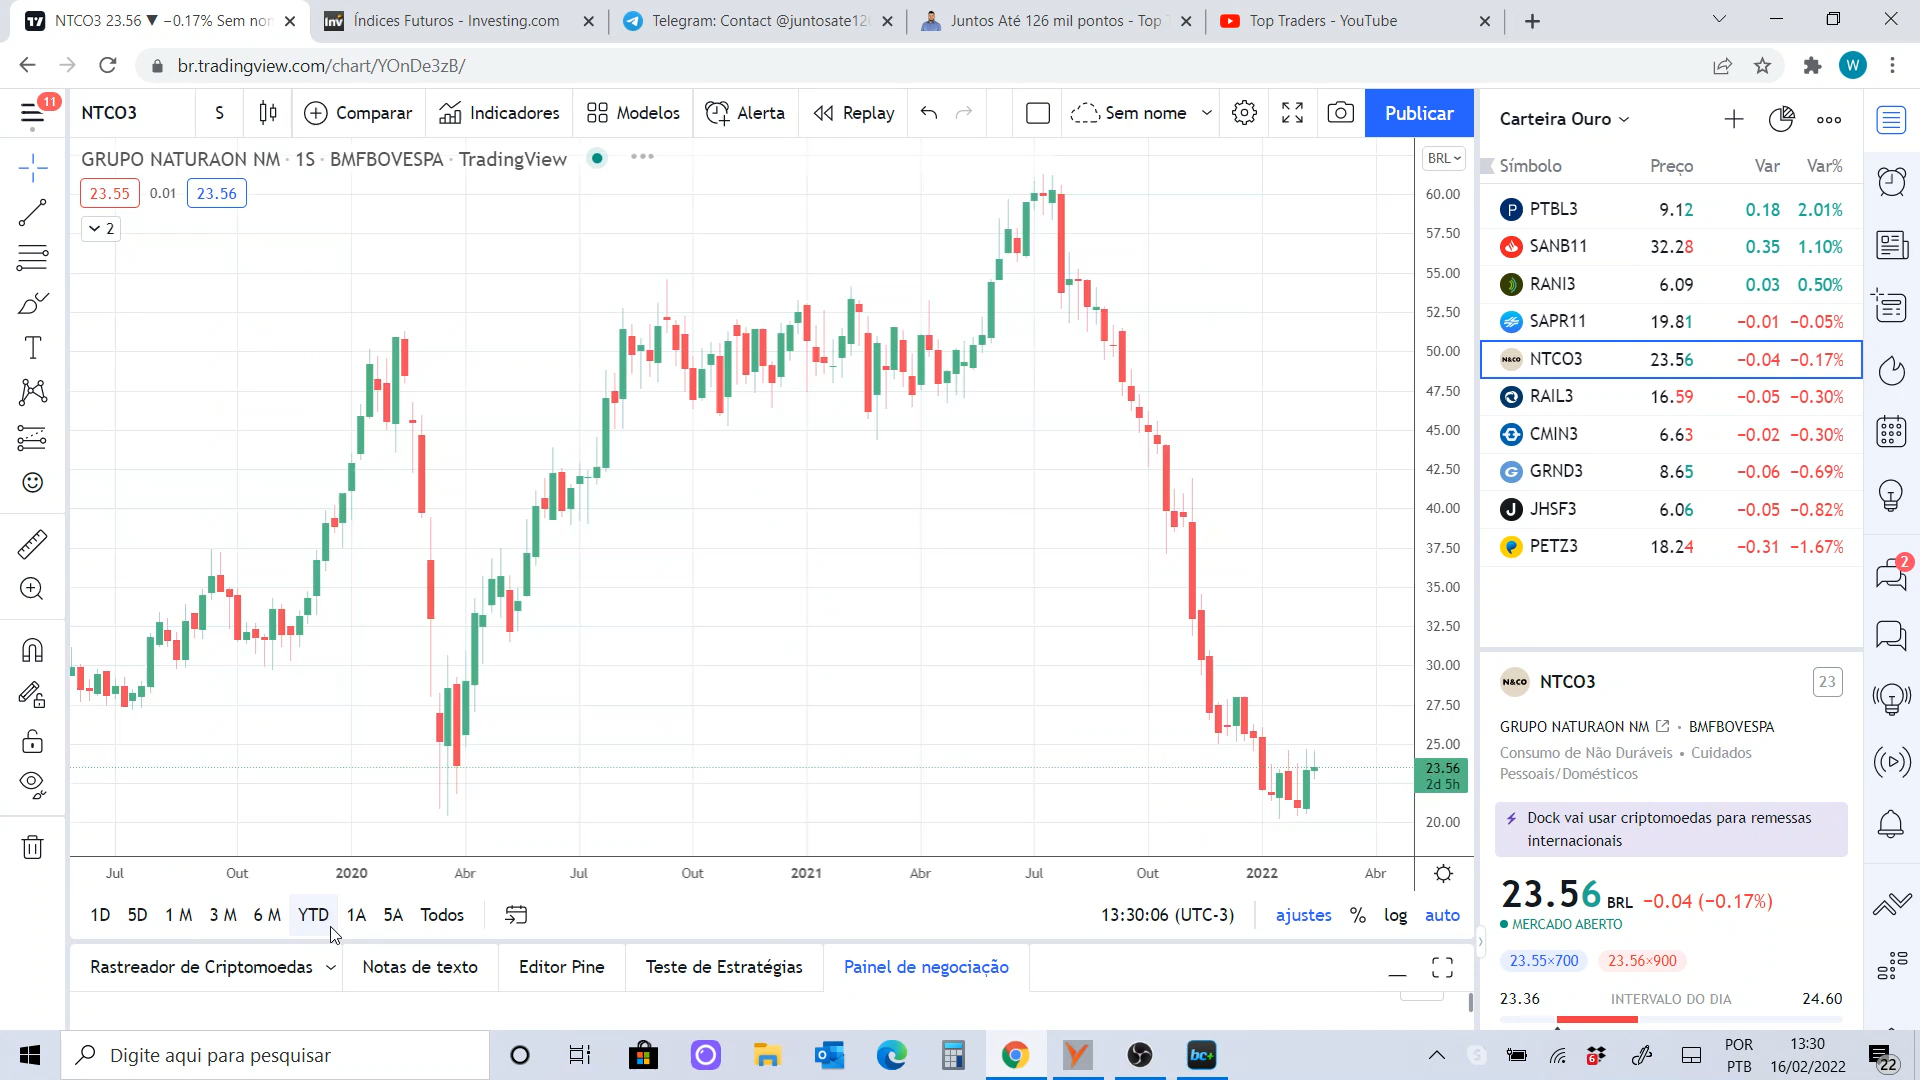 NTCO3 23.56 ▼ −0.17% Sem nor
Índices Futuros - Investing.com
Telegram: Contact @juntosate126
Juntos Até 126 mil pontos - Top T
Top Traders - YouTube
br.tradingview.com/chart/YOnDe3zB/
W
11
NTCO3
S
Comparar
Indicadores
Modelos
Alerta
Replay
Sem nome
Publicar
GRUPO NATURAON NM · 1S · BMFBOVESPA · TradingView
23.55 0.01 23.56
2
BRL
60.00
57.50
55.00
52.50
50.00
47.50
45.00
42.50
40.00
37.50
35.00
32.50
30.00
27.50
25.00
23.56
2d 5h
20.00
Jul Out 2020 Abr Jul Out 2021 Abr Jul Out 2022 Abr
1D 5D 1 M 3 M 6 M YTD 1A 5A Todos
13:30:06 (UTC-3) ajustes % log auto
Rastreador de Criptomoedas
Notas de texto
Editor Pine
Teste de Estratégias
Painel de negociação
Carteira Ouro
Símbolo Preço Var Var%
P PTBL3 9.12 0.18 2.01%
SANB11 32.28 0.35 1.10%
RANI3 6.09 0.03 0.50%
SAPR11 19.81 −0.01 −0.05%
N&CO NTCO3 23.56 −0.04 −0.17%
RAIL3 16.59 −0.05 −0.30%
CMIN3 6.63 −0.02 −0.30%
G GRND3 8.65 −0.06 −0.69%
J JHSF3 6.06 −0.05 −0.82%
PETZ3 18.24 −0.31 −1.67%
2
N&CO NTCO3 23
GRUPO NATURAON NM • BMFBOVESPA
Consumo de Não Duráveis • Cuidados
Pessoais/Domésticos
Dock vai usar criptomoedas para remessas
internacionais
23.56 BRL −0.04 (−0.17%)
MERCADO ABERTO
23.55×700 23.56×900
23.36 INTERVALO DO DIA 24.60
Digite aqui para pesquisar
bc+
6
POR
PTB
13:30
16/02/2022
22